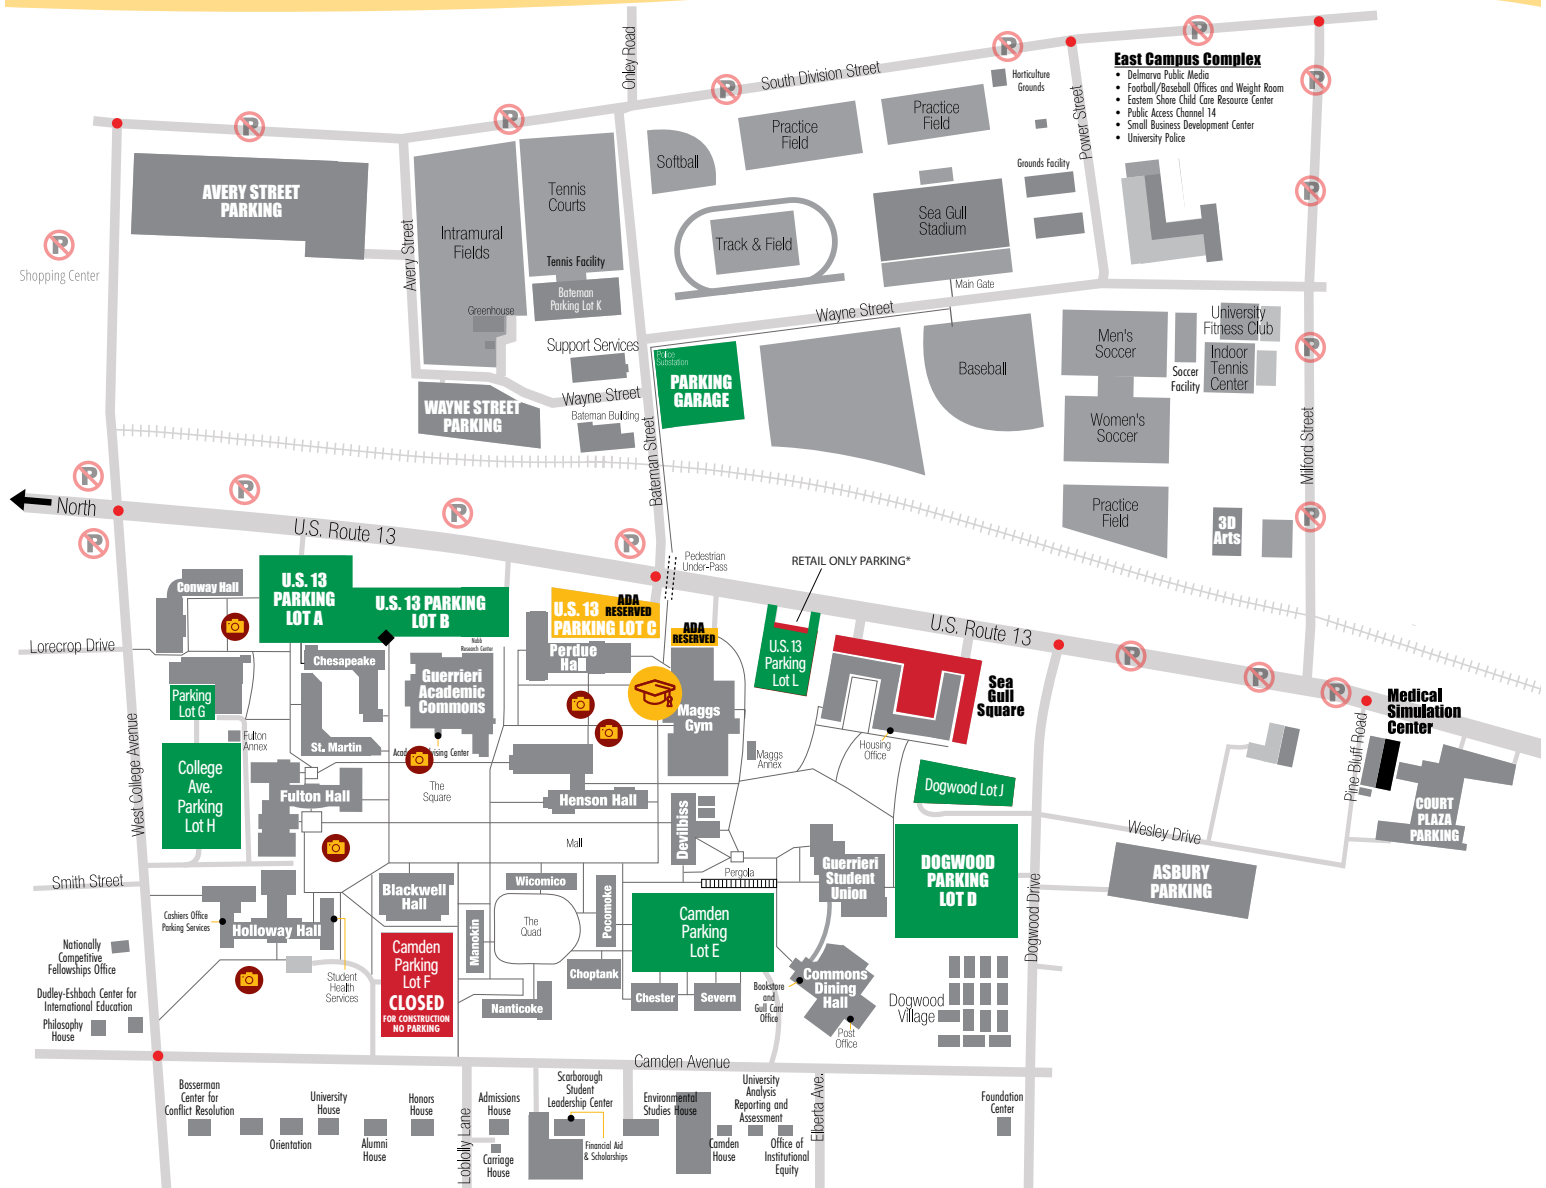 Onley Road
South Division Street
Horticulture
Grounds
Power Street
East Campus Complex
• Delmarva Public Media
• Football/Baseball Offices and Weight Room
• Eastern Shore Child Care Resource Center
• Public Access Channel 14
• Small Business Development Center
• University Police
AVERY STREET
PARKING
Shopping Center
Avery Street
Intramural
Fields
Tennis
Courts
Tennis Facility
Bateman
Parking Lot K
Greenhouse
Softball
Practice
Field
Practice
Field
Track & Field
Sea Gull
Stadium
Grounds Facility
Main Gate
Wayne Street
Support Services
Police
Substation
PARKING
GARAGE
Wayne Street
WAYNE STREET
PARKING
Bateman Building
Bateman Street
Baseball
Men's
Soccer
Women's
Soccer
Soccer
Facility
University
Fitness Club
Indoor
Tennis
Center
Milford Street
Practice
Field
3D
Arts
North
U.S. Route 13
Pedestrian
Under-Pass
RETAIL ONLY PARKING*
U.S. Route 13
Conway Hall
U.S. 13
PARKING
LOT A
U.S. 13 PARKING
LOT B
U.S. 13
PARKING LOT C
ADA
RESERVED
ADA
RESERVED
U.S. 13
Parking
Lot L
Sea
Gull
Square
Lorecrop Drive
Chesapeake
Nabb
Research Center
Guerrieri
Academic
Commons
Perdue
Hall
Maggs
Gym
Maggs
Annex
Housing
Office
Parking
Lot G
Fulton
Annex
St. Martin
Academic Advising Center
The
Square
West College Avenue
College
Ave.
Parking
Lot H
Fulton Hall
Henson Hall
Devilbiss
Mall
Dogwood Lot J
Wesley Drive
Pine Bluff Road
Medical
Simulation
Center
COURT
PLAZA
PARKING
ASBURY
PARKING
DOGWOOD
PARKING
LOT D
Dogwood Drive
Guerrieri
Student
Union
Pergola
Smith Street
Cashiers Office
Parking Services
Holloway Hall
Blackwell
Hall
Wicomico
Manokin
The
Quad
Pocomoke
Choptank
Nanticoke
Camden
Parking
Lot E
Chester
Severn
Camden
Parking
Lot F
CLOSED
FOR CONSTRUCTION
NO PARKING
Student
Health
Services
Nationally
Competitive
Fellowships Office
Dudley-Eshbach Center for
International Education
Philosophy
House
Bookstore
and
Gull Card
Office
Commons
Dining
Hall
Post
Office
Dogwood
Village
Camden Avenue
Bosserman
Center for
Conflict Resolution
Orientation
University
House
Alumni
House
Honors
House
Loblolly Lane
Admissions
House
Carriage
House
Scarborough
Student
Leadership Center
Financial Aid
& Scholarships
Environmental
Studies House
Camden
House
University
Analysis
Reporting and
Assessment
Office of
Institutional
Equity
Elberta Ave.
Foundation
Center